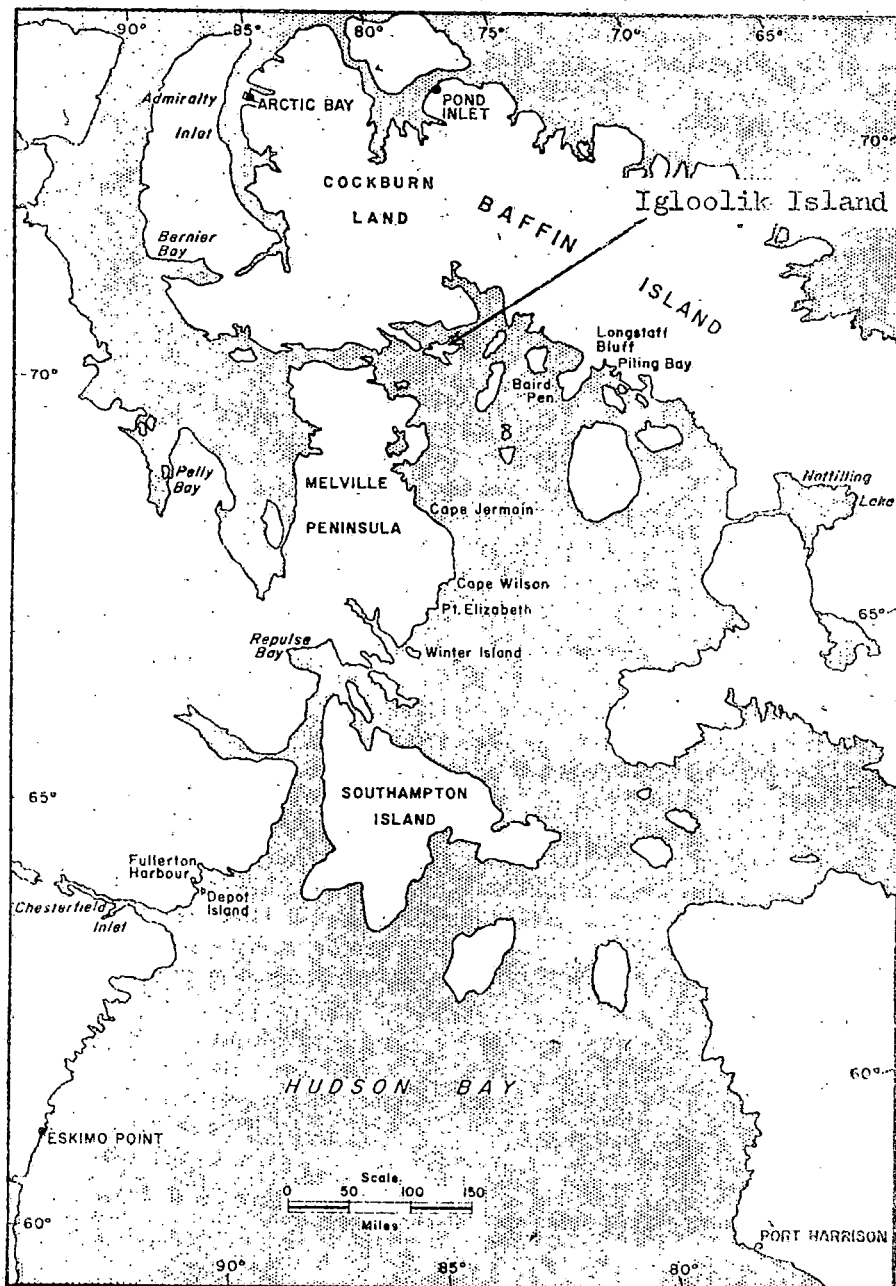 90°
85°
80°
75°
70°
65°
Admiralty
Inlet
ARCTIC BAY
POND
INLET
70°
COCKBURN
LAND
BAFFIN
ISLAND
Igloolik Island
Bernier
Bay
Longstaff
Bluff
Piling Bay
Baird
Pen.
70°
Pelly
Bay
MELVILLE
PENINSULA
Cape Jermain
Nettilling
Lake
Cape Wilson
Pt. Elizabeth
65°
Repulse
Bay
Winter Island
65°
SOUTHAMPTON
ISLAND
Fullerton
Harbour
Depot
Island
Chesterfield
Inlet
60°
HUDSON BAY
ESKIMO POINT
Scale
0 50 100 150
Miles
60°
PORT HARRISON
90°
85°
80°